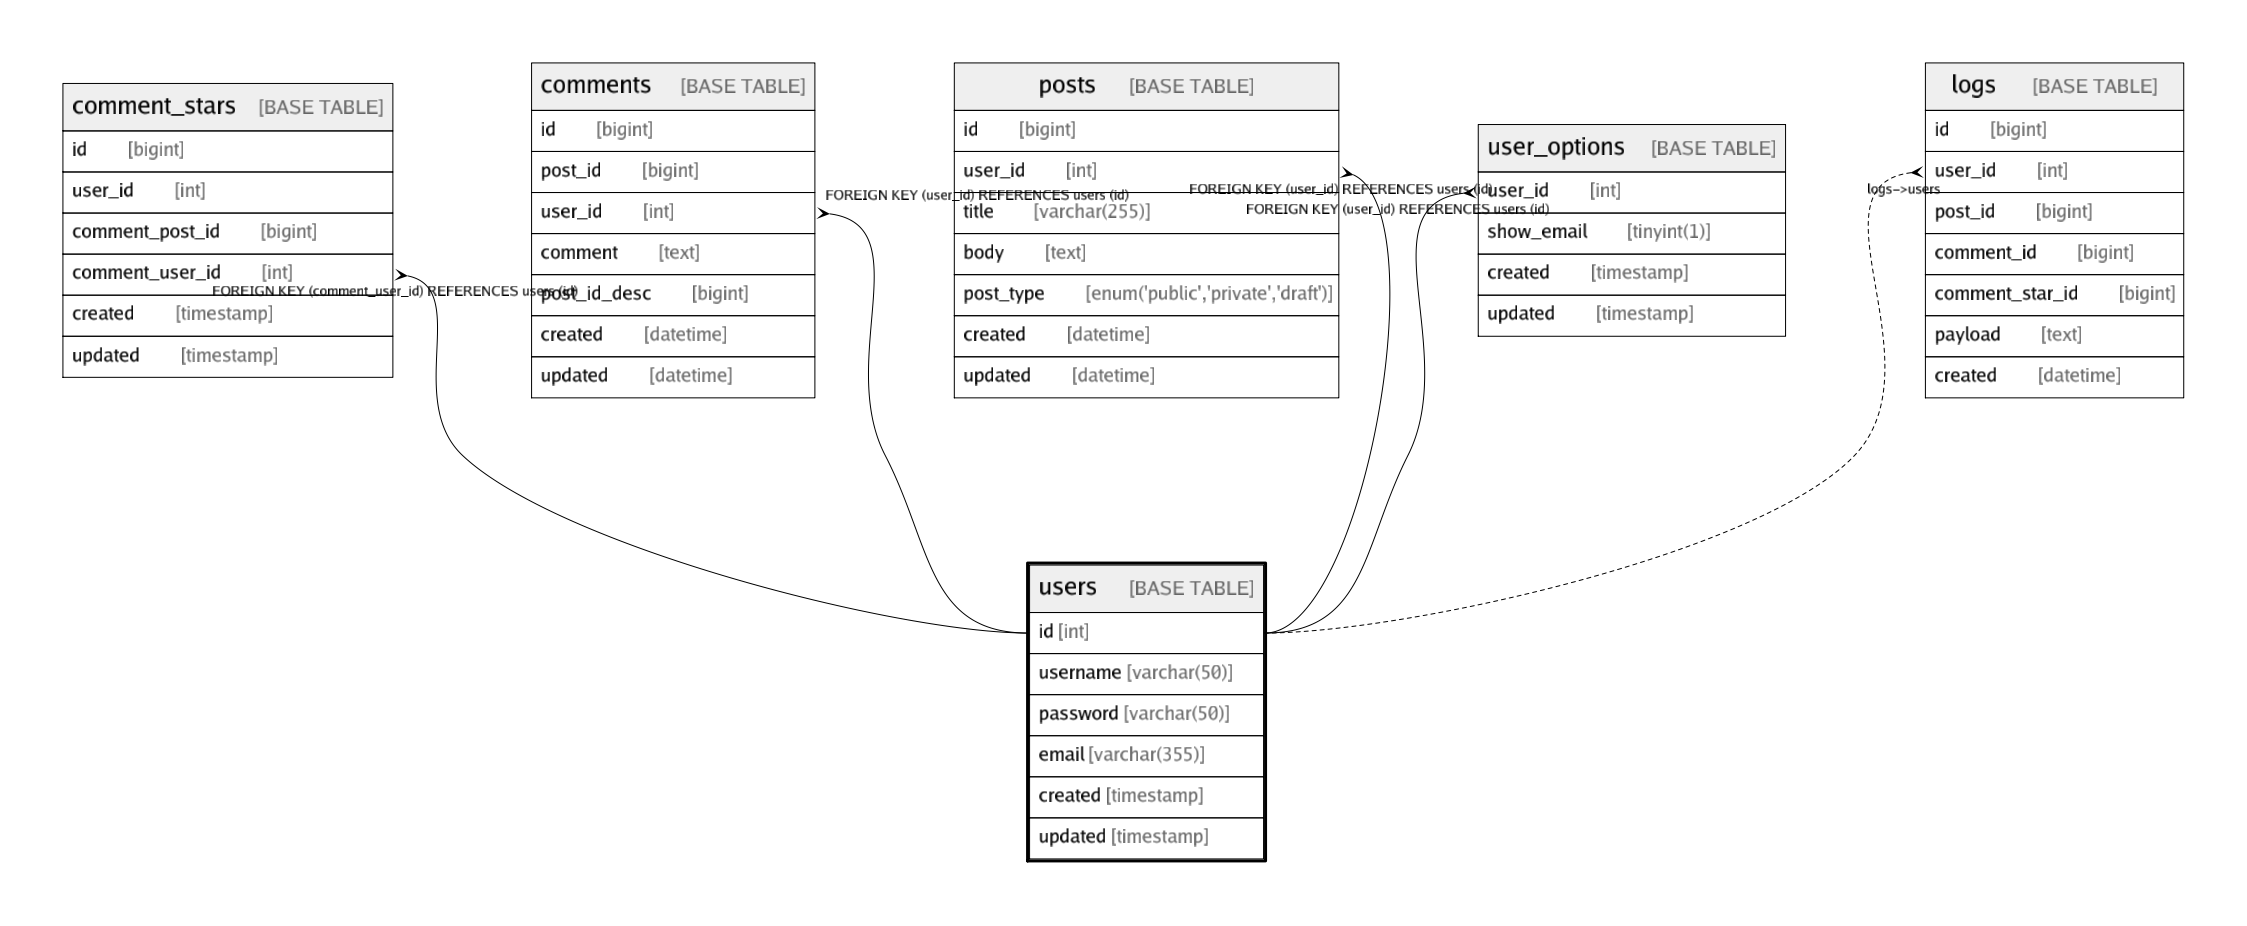 comment_stars [BASE TABLE]
id [bigint]
user_id [int]
comment_post_id [bigint]
comment_user_id [int]
created [timestamp]
updated [timestamp]
FOREIGN KEY (comment_user_id) REFERENCES users (id)
comments [BASE TABLE]
id [bigint]
post_id [bigint]
user_id [int]
comment [text]
post_id_desc [bigint]
created [datetime]
updated [datetime]
FOREIGN KEY (user_id) REFERENCES users (id)
posts [BASE TABLE]
id [bigint]
user_id [int]
title [varchar(255)]
body [text]
post_type [enum('public','private','draft')]
created [datetime]
updated [datetime]
FOREIGN KEY (user_id) REFERENCES users (id)
FOREIGN KEY (user_id) REFERENCES users (id)
user_options [BASE TABLE]
user_id [int]
show_email [tinyint(1)]
created [timestamp]
updated [timestamp]
logs [BASE TABLE]
id [bigint]
user_id [int]
post_id [bigint]
comment_id [bigint]
comment_star_id [bigint]
payload [text]
created [datetime]
logs->users
users [BASE TABLE]
id [int]
username [varchar(50)]
password [varchar(50)]
email [varchar(355)]
created [timestamp]
updated [timestamp]